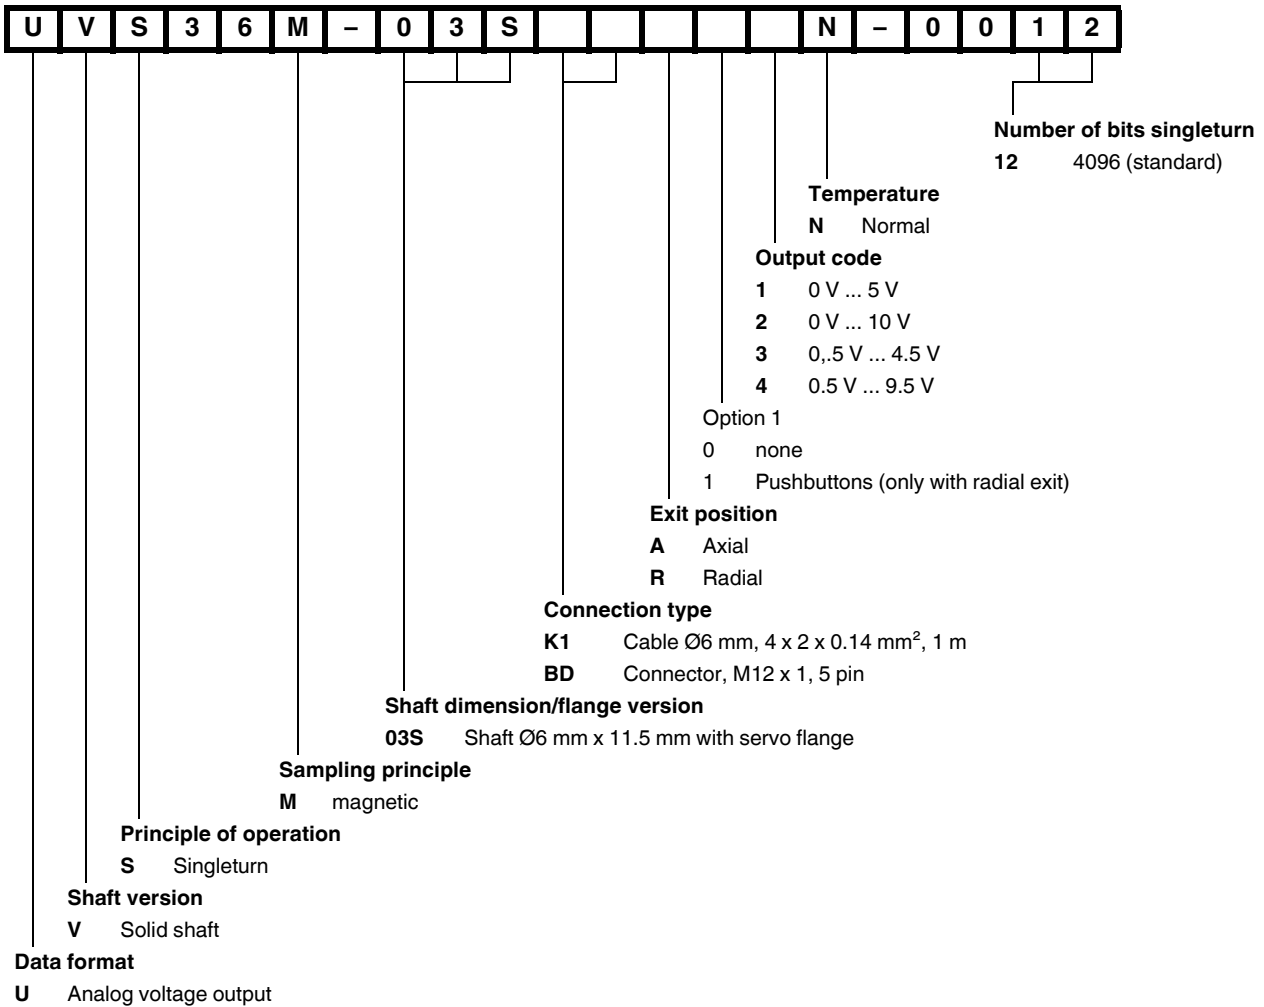 U V S 3 6 M – 0 3 S N – 0 0 1 2
Number of bits singleturn
12 4096 (standard)
Temperature
N Normal
Output code
1 0 V ... 5 V
2 0 V ... 10 V
3 0,.5 V ... 4.5 V
4 0.5 V ... 9.5 V
Option 1
0 none
1 Pushbuttons (only with radial exit)
Exit position
A Axial
R Radial
Connection type
K1 Cable Ø6 mm, 4 x 2 x 0.14 mm², 1 m
BD Connector, M12 x 1, 5 pin
Shaft dimension/flange version
03S Shaft Ø6 mm x 11.5 mm with servo flange
Sampling principle
M magnetic
Principle of operation
S Singleturn
Shaft version
V Solid shaft
Data format
U Analog voltage output